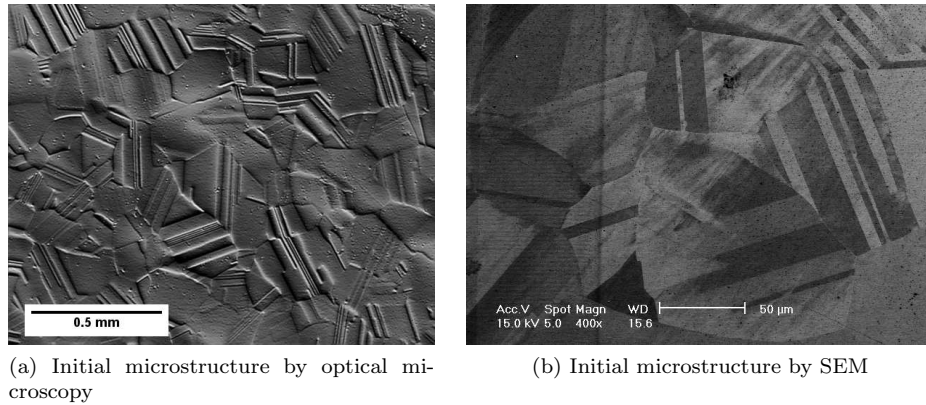 0.5 mm
Acc.V Spot Magn WD 50 μm
15.0 kV 5.0 400x 15.6
(a) Initial microstructure by optical mi-
croscopy
(b) Initial microstructure by SEM